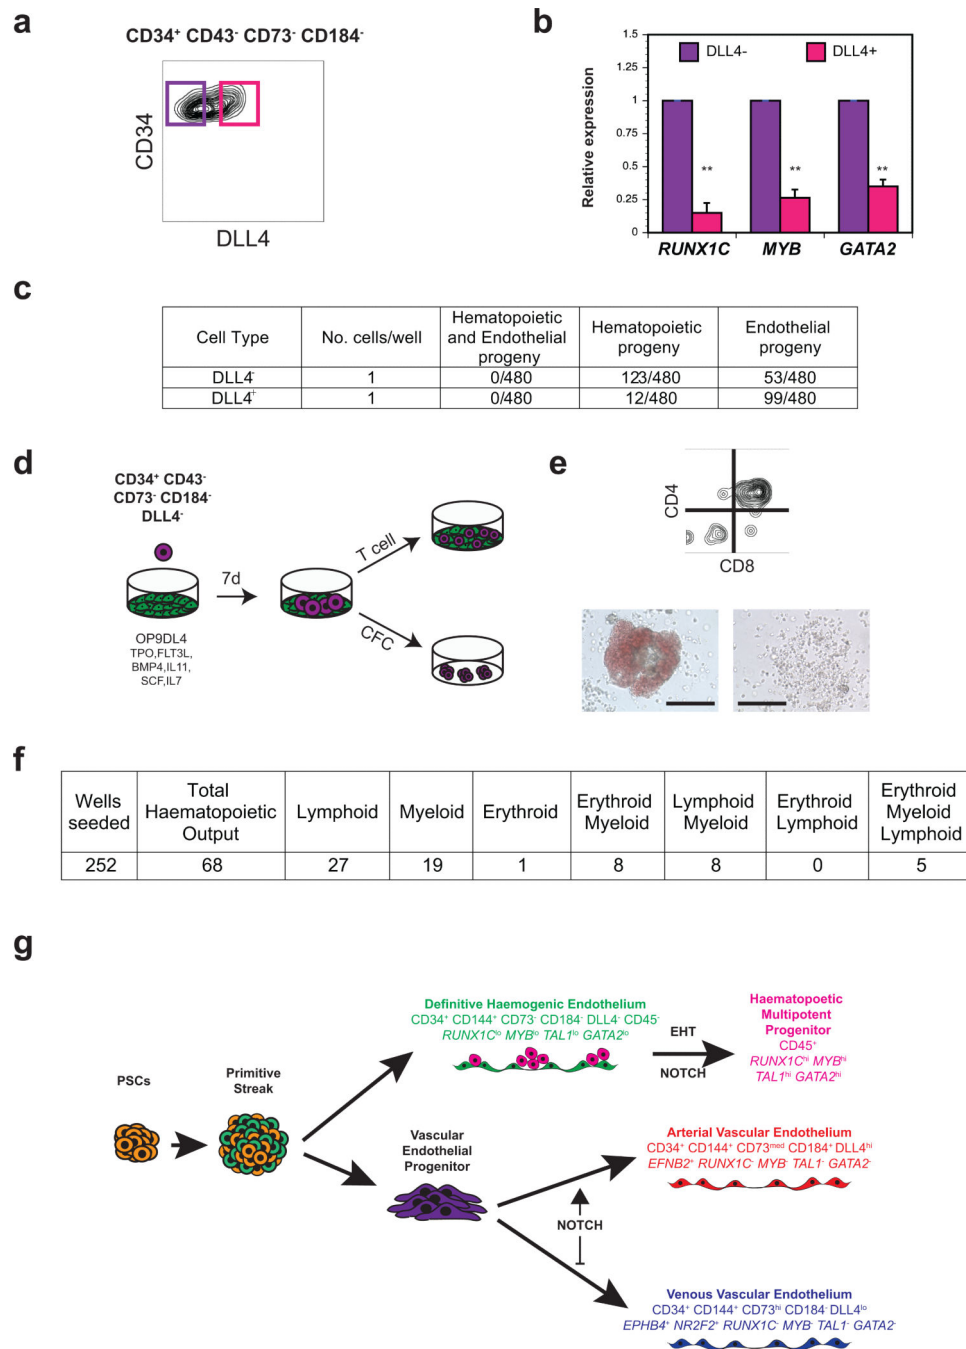 a
CD34⁺ CD43⁻ CD73⁻ CD184⁻
CD34
DLL4
b
DLL4-
DLL4+
Relative expression
1.5
1.25
1
0.75
0.5
0.25
0
**
**
**
RUNX1C
MYB
GATA2
c
Cell Type
No. cells/well
Hematopoietic
and Endothelial
progeny
Hematopoietic
progeny
Endothelial
progeny
DLL4⁻ 1 0/480 123/480 53/480
DLL4⁺ 1 0/480 12/480 99/480
d
CD34⁺ CD43⁻
CD73⁻ CD184⁻
DLL4⁻
7d
T cell
CFC
OP9DL4
TPO,FLT3L,
BMP4,IL11,
SCF,IL7
e
CD4
CD8
f
Wells
seeded
Total
Haematopoietic
Output
Lymphoid
Myeloid
Erythroid
Erythroid
Myeloid
Lymphoid
Myeloid
Erythroid
Lymphoid
Erythroid
Myeloid
Lymphoid
252 68 27 19 1 8 8 0 5
g
PSCs
Primitive
Streak
Definitive Haemogenic Endothelium
CD34⁺ CD144⁺ CD73⁻ CD184⁻ DLL4⁻ CD45⁻
RUNX1Cˡᵒ MYBˡᵒ TAL1ˡᵒ GATA2ˡᵒ
EHT
NOTCH
Haematopoetic
Multipotent
Progenitor
CD45⁺
RUNX1Cʰⁱ MYBʰⁱ
TAL1ʰⁱ GATA2ʰⁱ
Vascular
Endothelial
Progenitor
NOTCH
Arterial Vascular Endothelium
CD34⁺ CD144⁺ CD73ᵐᵉᵈ CD184⁺ DLL4ʰⁱ
EFNB2⁺ RUNX1C⁻ MYB⁻ TAL1⁻ GATA2⁻
Venous Vascular Endothelium
CD34⁺ CD144⁺ CD73ʰⁱ CD184⁻ DLL4ˡᵒ
EPHB4⁺ NR2F2⁺ RUNX1C⁻ MYB⁻ TAL1⁻ GATA2⁻